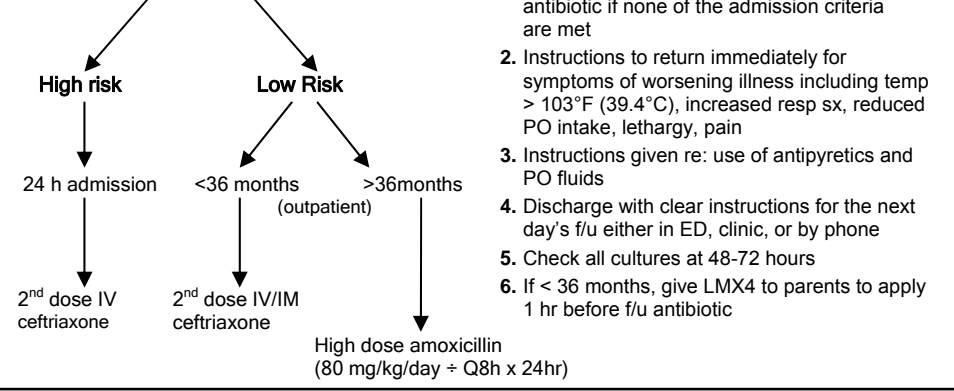 High risk
Low Risk
24 h admission
<36 months
>36months
(outpatient)
2nd dose IV
ceftriaxone
2nd dose IV/IM
ceftriaxone
High dose amoxicillin
(80 mg/kg/day ÷ Q8h x 24hr)
antibiotic if none of the admission criteria
are met
2. Instructions to return immediately for
symptoms of worsening illness including temp
> 103°F (39.4°C), increased resp sx, reduced
PO intake, lethargy, pain
3. Instructions given re: use of antipyretics and
PO fluids
4. Discharge with clear instructions for the next
day's f/u either in ED, clinic, or by phone
5. Check all cultures at 48-72 hours
6. If < 36 months, give LMX4 to parents to apply
1 hr before f/u antibiotic